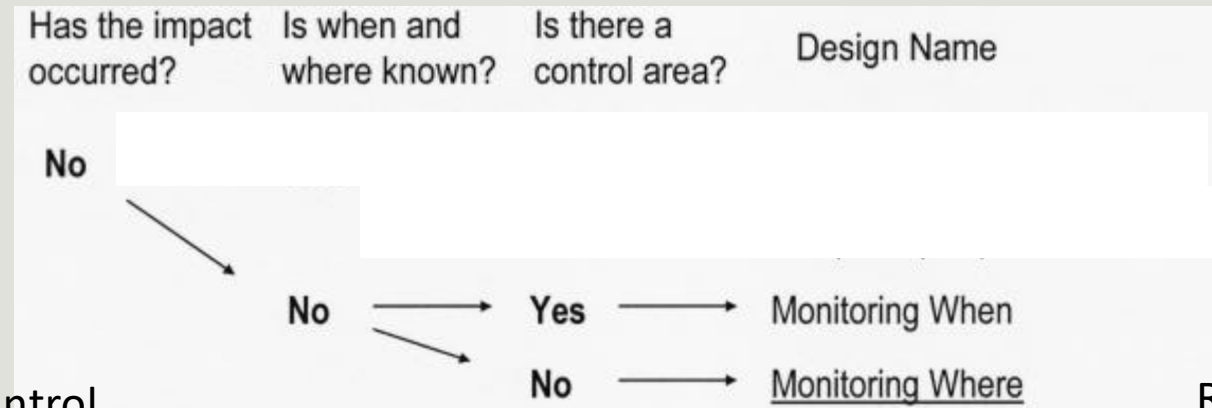 Has the impact occurred?
Is when and where known?
Is there a control area?
Design Name
No
No Yes Monitoring When
No Monitoring Where
ntrol R